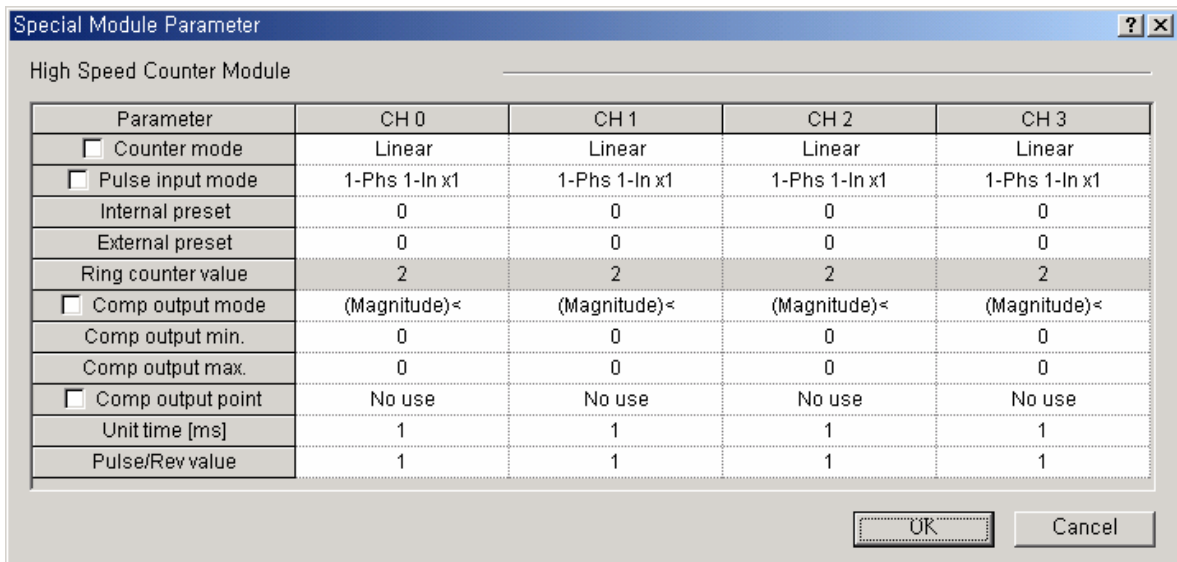 Special Module Parameter
? ×
High Speed Counter Module
Parameter CH 0 CH 1 CH 2 CH 3
Counter mode Linear Linear Linear Linear
Pulse input mode 1-Phs 1-In x1 1-Phs 1-In x1 1-Phs 1-In x1 1-Phs 1-In x1
Internal preset 0 0 0 0
External preset 0 0 0 0
Ring counter value 2 2 2 2
Comp output mode (Magnitude)< (Magnitude)< (Magnitude)< (Magnitude)<
Comp output min. 0 0 0 0
Comp output max. 0 0 0 0
Comp output point No use No use No use No use
Unit time [ms] 1 1 1 1
Pulse/Rev value 1 1 1 1
OK Cancel